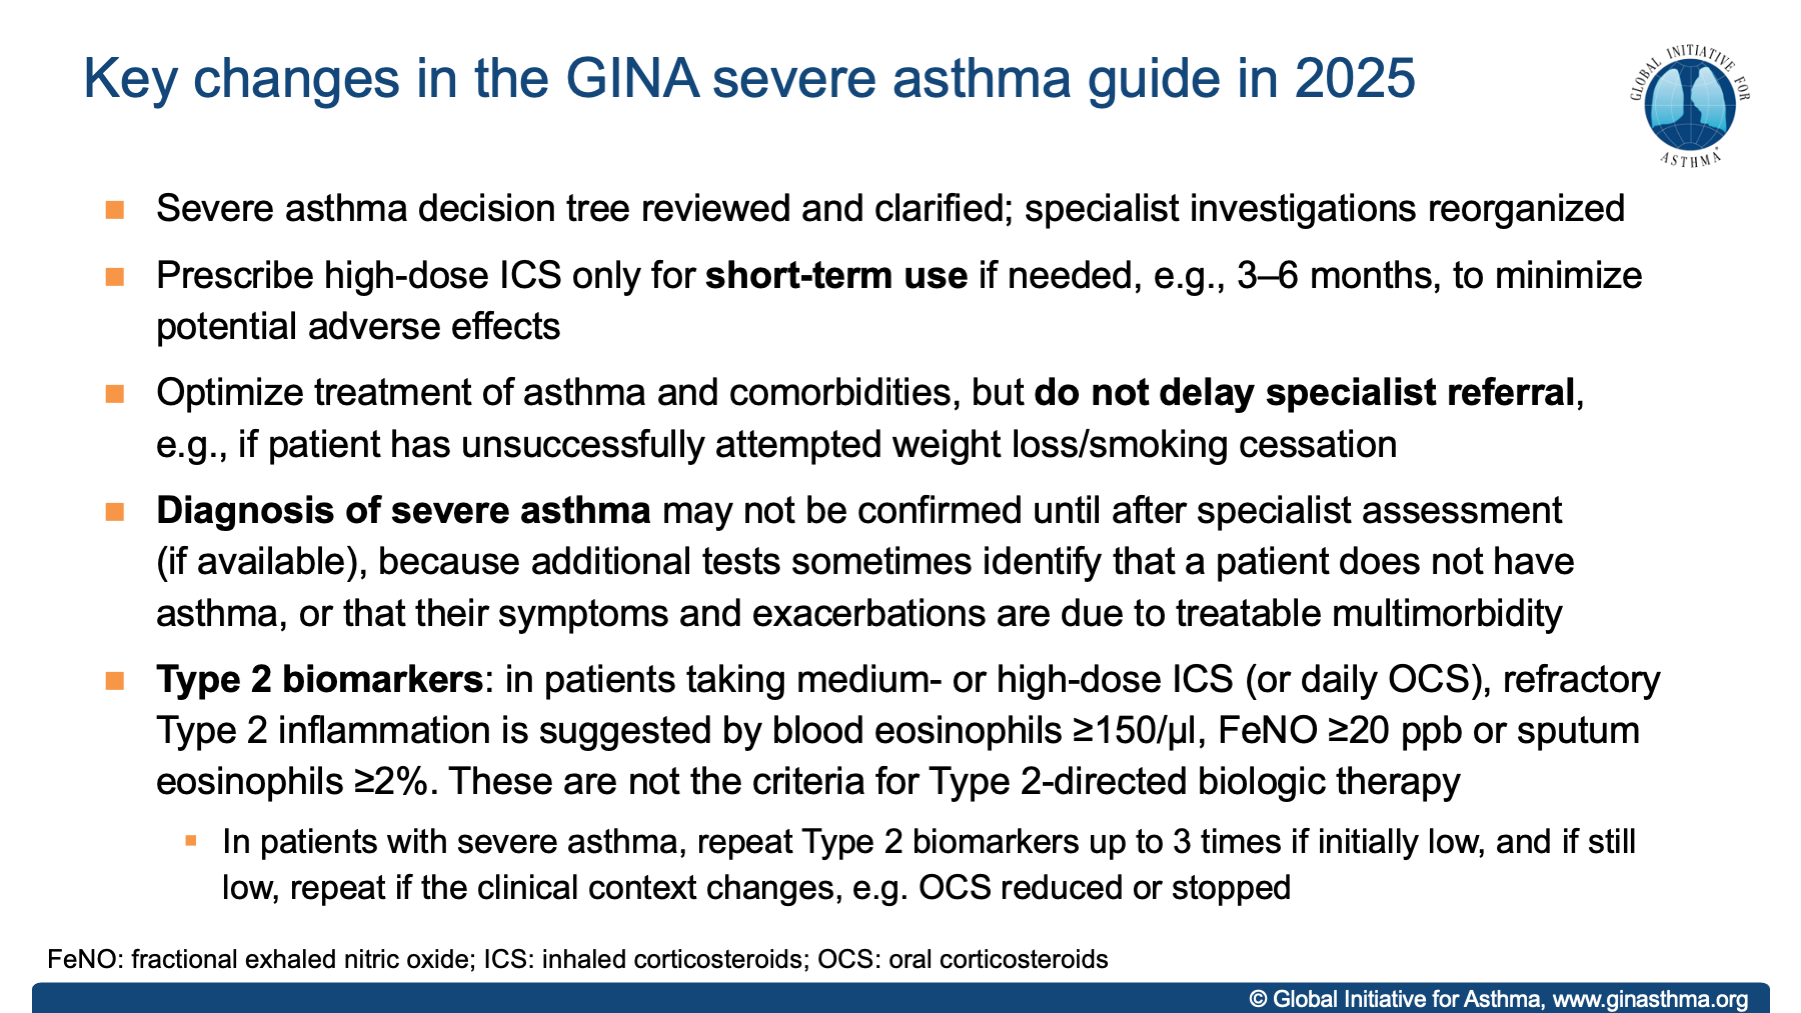 Key changes in the GINA severe asthma guide in 2025
GLOBAL INITIATIVE FOR
ASTHMA
■ Severe asthma decision tree reviewed and clarified; specialist investigations reorganized
■ Prescribe high-dose ICS only for short-term use if needed, e.g., 3–6 months, to minimize
potential adverse effects
■ Optimize treatment of asthma and comorbidities, but do not delay specialist referral,
e.g., if patient has unsuccessfully attempted weight loss/smoking cessation
■ Diagnosis of severe asthma may not be confirmed until after specialist assessment
(if available), because additional tests sometimes identify that a patient does not have
asthma, or that their symptoms and exacerbations are due to treatable multimorbidity
■ Type 2 biomarkers: in patients taking medium- or high-dose ICS (or daily OCS), refractory
Type 2 inflammation is suggested by blood eosinophils ≥150/μl, FeNO ≥20 ppb or sputum
eosinophils ≥2%. These are not the criteria for Type 2-directed biologic therapy
▪ In patients with severe asthma, repeat Type 2 biomarkers up to 3 times if initially low, and if still
low, repeat if the clinical context changes, e.g. OCS reduced or stopped
FeNO: fractional exhaled nitric oxide; ICS: inhaled corticosteroids; OCS: oral corticosteroids
© Global Initiative for Asthma, www.ginasthma.org